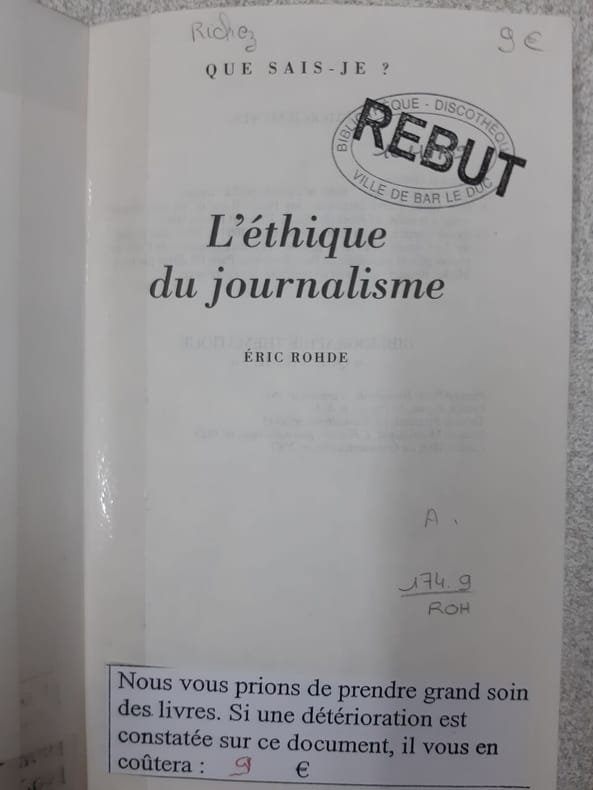 Richez
9 €
QUE SAIS-JE ?
BIBLIOTHÈQUE - DISCOTHÈQUE
REBUT
VILLE DE BAR LE DUC
L'éthique
du journalisme
ÉRIC ROHDE
A.
174.9
ROH
Nous vous prions de prendre grand soin
des livres. Si une détérioration est
constatée sur ce document, il vous en
coûtera : 9 €